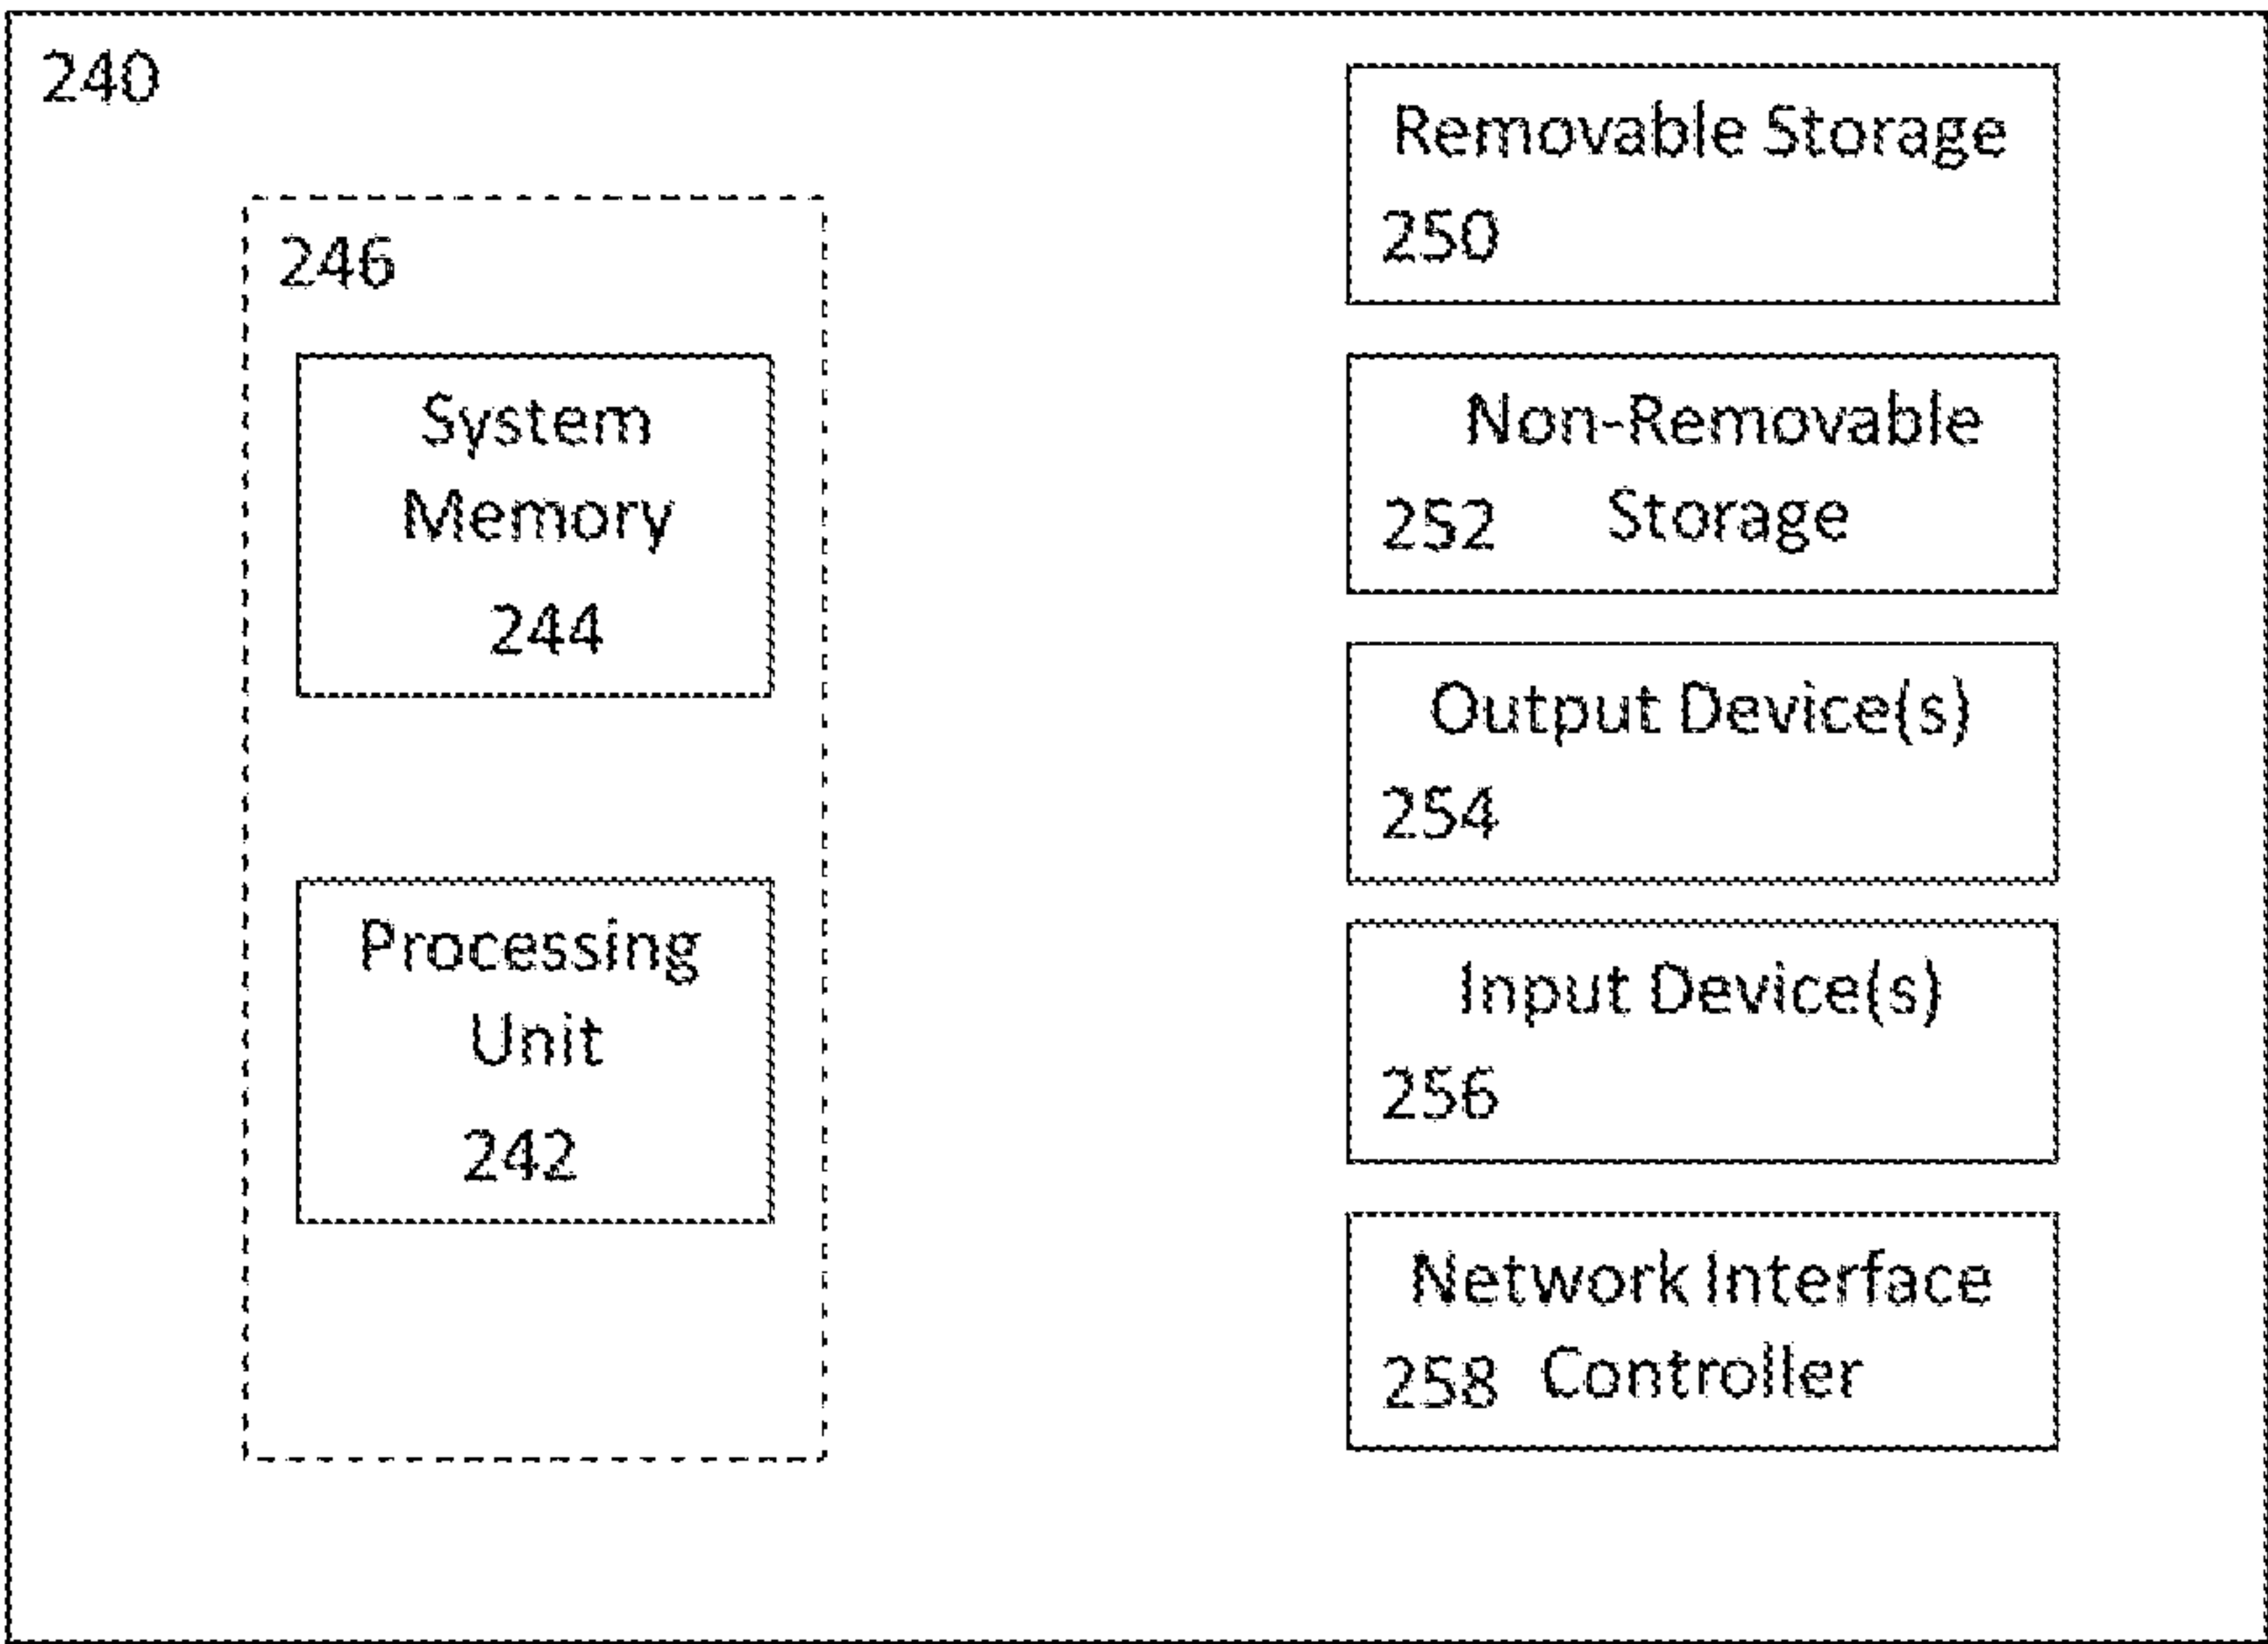 240
246
System
Memory
244
Processing
Unit
242
Removable Storage
250
Non-Removable
252 Storage
Output Device(s)
254
Input Device(s)
256
Network Interface
258 Controller